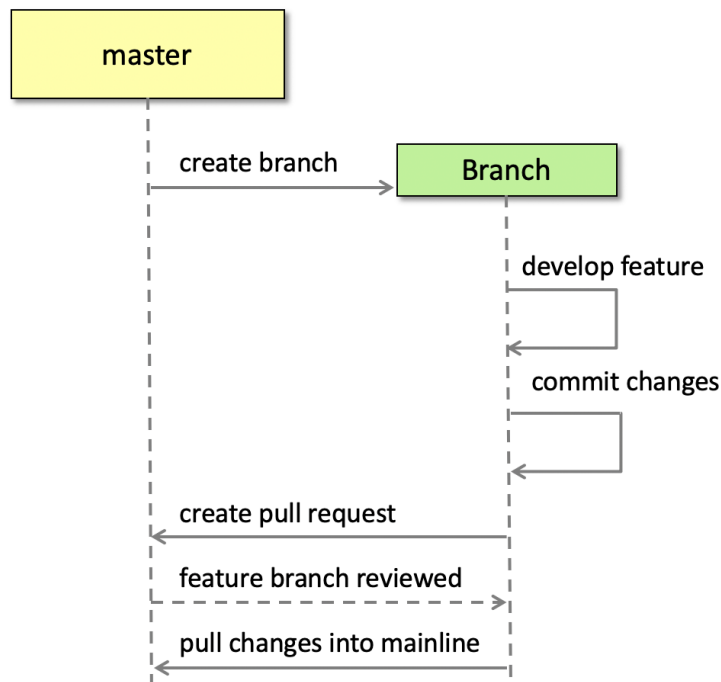 master
create branch
Branch
develop feature
commit changes
create pull request
feature branch reviewed
pull changes into mainline